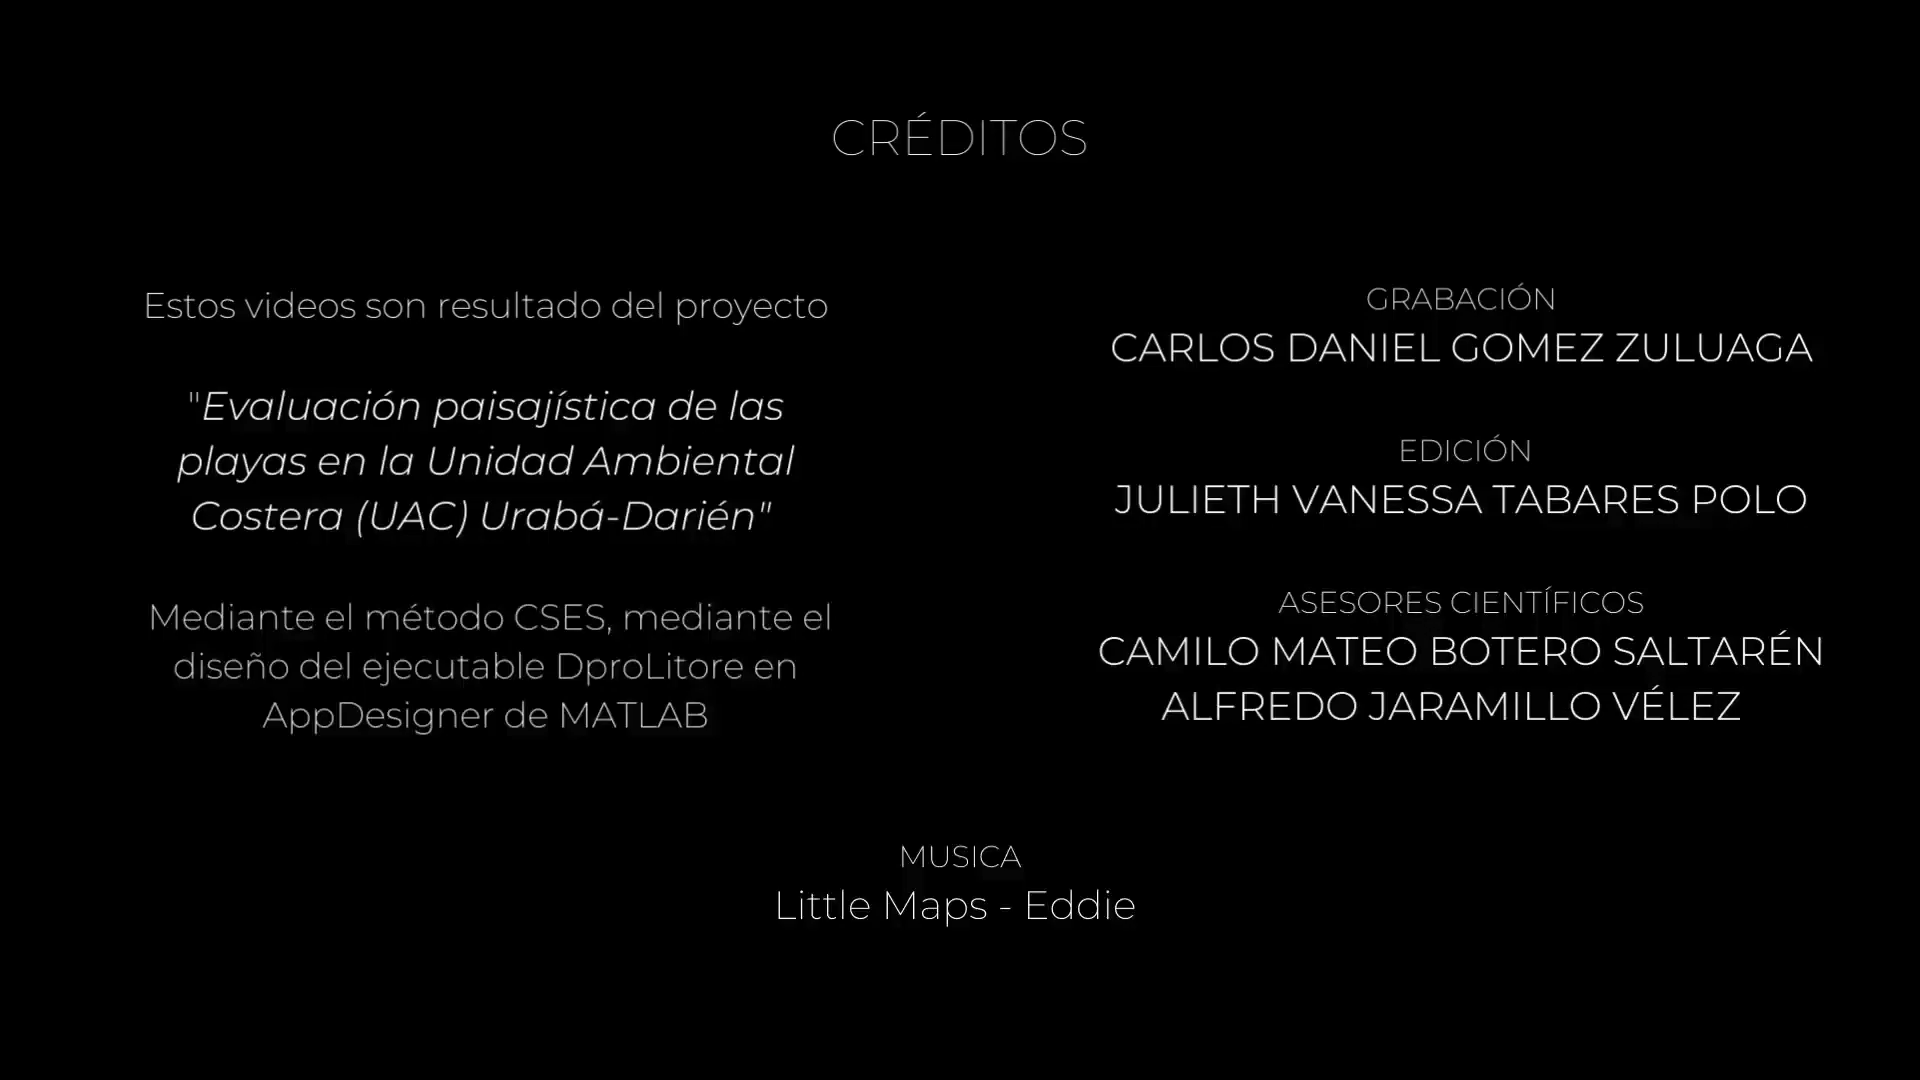 CRÉDITOS
Estos videos son resultado del proyecto
"Evaluación paisajística de las
playas en la Unidad Ambiental
Costera (UAC) Urabá-Darién"
Mediante el método CSES, mediante el
diseño del ejecutable DproLitore en
AppDesigner de MATLAB
GRABACIÓN
CARLOS DANIEL GOMEZ ZULUAGA
EDICIÓN
JULIETH VANESSA TABARES POLO
ASESORES CIENTÍFICOS
CAMILO MATEO BOTERO SALTARÉN
ALFREDO JARAMILLO VÉLEZ
MUSICA
Little Maps - Eddie